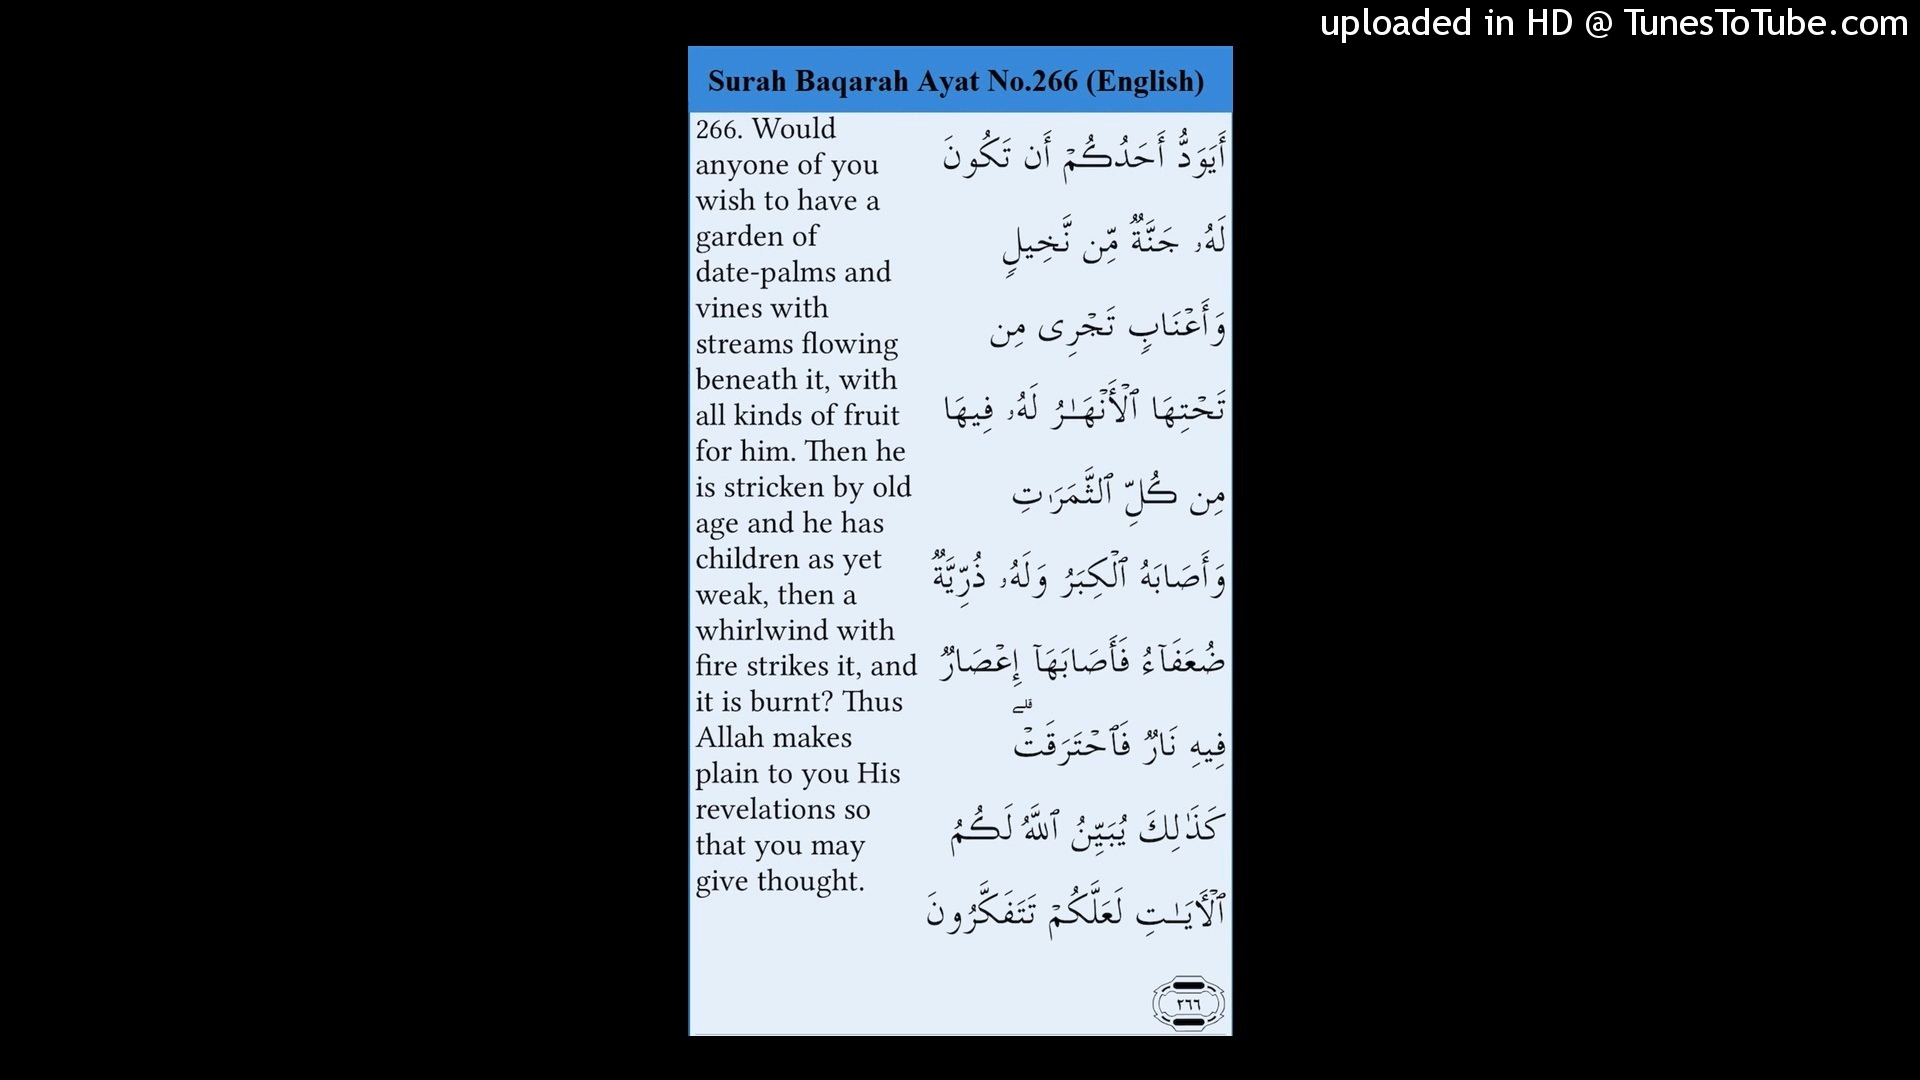 uploaded in HD @ TunesToTube.com
Surah Baqarah Ayat No.266 (English)
266. Would
anyone of you
wish to have a
garden of
date-palms and
vines with
streams flowing
beneath it, with
all kinds of fruit
for him. Then he
is stricken by old
age and he has
children as yet
weak, then a
whirlwind with
fire strikes it, and
it is burnt? Thus
Allah makes
plain to you His
revelations so
that you may
give thought.
أَيَوَدُّ أَحَدُكُمْ أَن تَكُونَ
لَهُۥ جَنَّةٌ مِّن نَّخِيلٍ
وَأَعْنَابٍ تَجْرِى مِن
تَحْتِهَا ٱلْأَنْهَـٰرُ لَهُۥ فِيهَا
مِن كُلِّ ٱلثَّمَرَٰتِ
وَأَصَابَهُ ٱلْكِبَرُ وَلَهُۥ ذُرِّيَّةٌ
ضُعَفَآءُ فَأَصَابَهَآ إِعْصَارٌ
فِيهِ نَارٌ فَٱحْتَرَقَتْ ۗ
كَذَٰلِكَ يُبَيِّنُ ٱللَّهُ لَكُمُ
ٱلْـَٔايَـٰتِ لَعَلَّكُمْ تَتَفَكَّرُونَ
٢٦٦